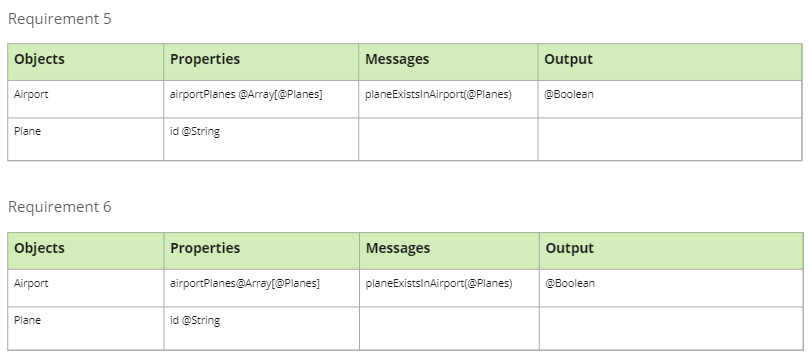 Requirement 5
Objects Properties Messages Output
Airport airportPlanes @Array[@Planes] planeExistsInAirport(@Planes) @Boolean
Plane id @String
Requirement 6
Objects Properties Messages Output
Airport airportPlanes@Array[@Planes] planeExistsInAirport(@Planes) @Boolean
Plane id @String